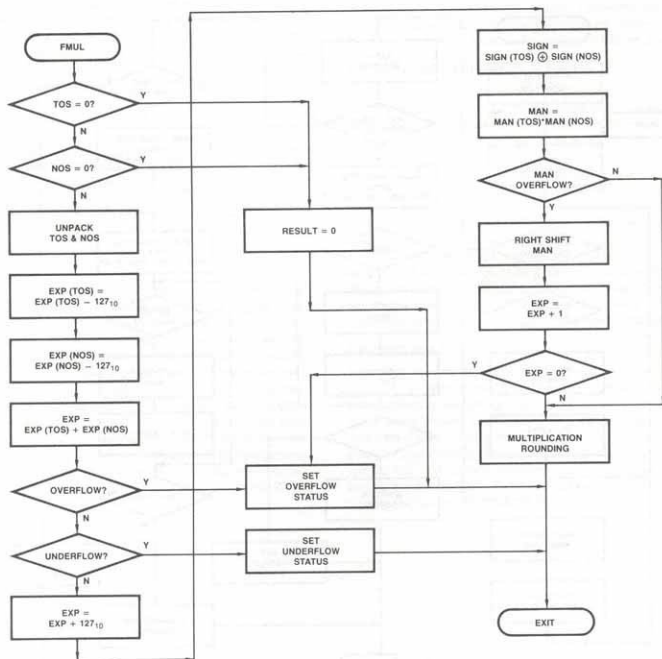 FMUL
TOS = 0?
Y
N
NOS = 0?
Y
N
UNPACK
TOS & NOS
EXP (TOS) =
EXP (TOS) − 127₁₀
EXP (NOS) =
EXP (NOS) − 127₁₀
EXP =
EXP (TOS) + EXP (NOS)
OVERFLOW?
Y
N
UNDERFLOW?
Y
N
EXP =
EXP + 127₁₀
RESULT = 0
SET
OVERFLOW
STATUS
SET
UNDERFLOW
STATUS
SIGN =
SIGN (TOS) ⊕ SIGN (NOS)
MAN =
MAN (TOS)*MAN (NOS)
MAN
OVERFLOW?
N
Y
RIGHT SHIFT
MAN
EXP =
EXP + 1
EXP = 0?
Y
N
MULTIPLICATION
ROUNDING
EXIT